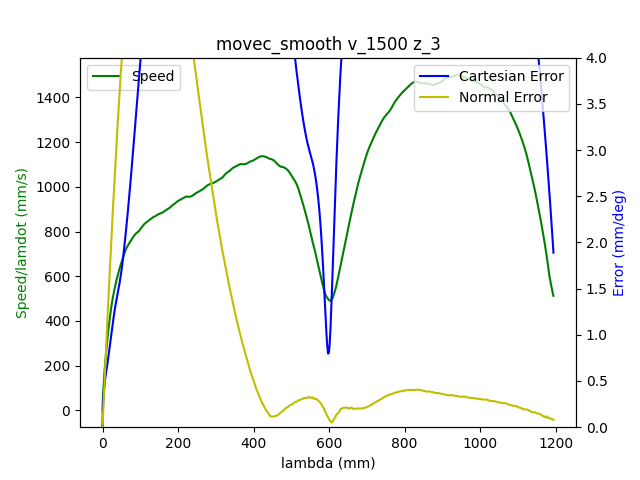 movec_smooth v_1500 z_3
Speed
Cartesian Error
Normal Error
Speed/lamdot (mm/s)
1400
1200
1000
800
600
400
200
0
4.0
3.5
3.0
2.5
2.0
1.5
1.0
0.5
0.0
Error (mm/deg)
0 200 400 600 800 1000 1200
lambda (mm)